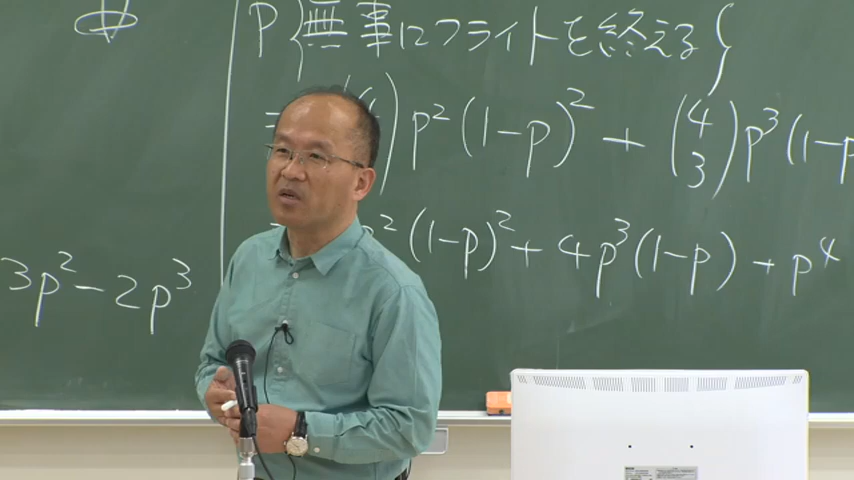 P{無事にフライトを終える}
= (4 ) p² (1-p)² + (4 3) p³ (1-p
= p² (1-p)² + 4p³ (1-p) + p⁴
3p² - 2p³